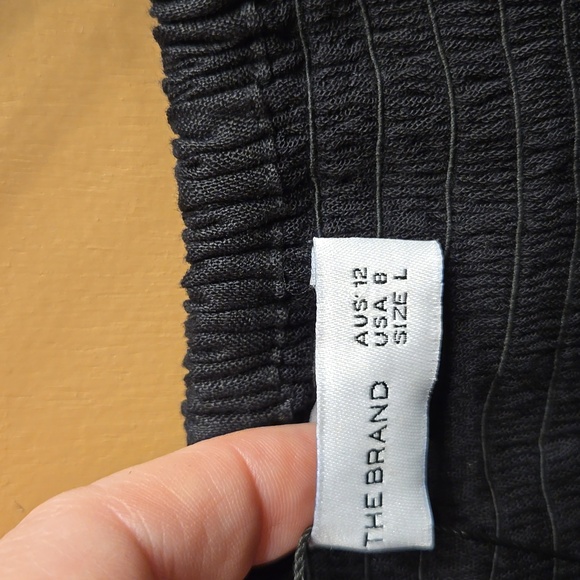 THE BRAND
AUS 12
USA 8
SIZE L